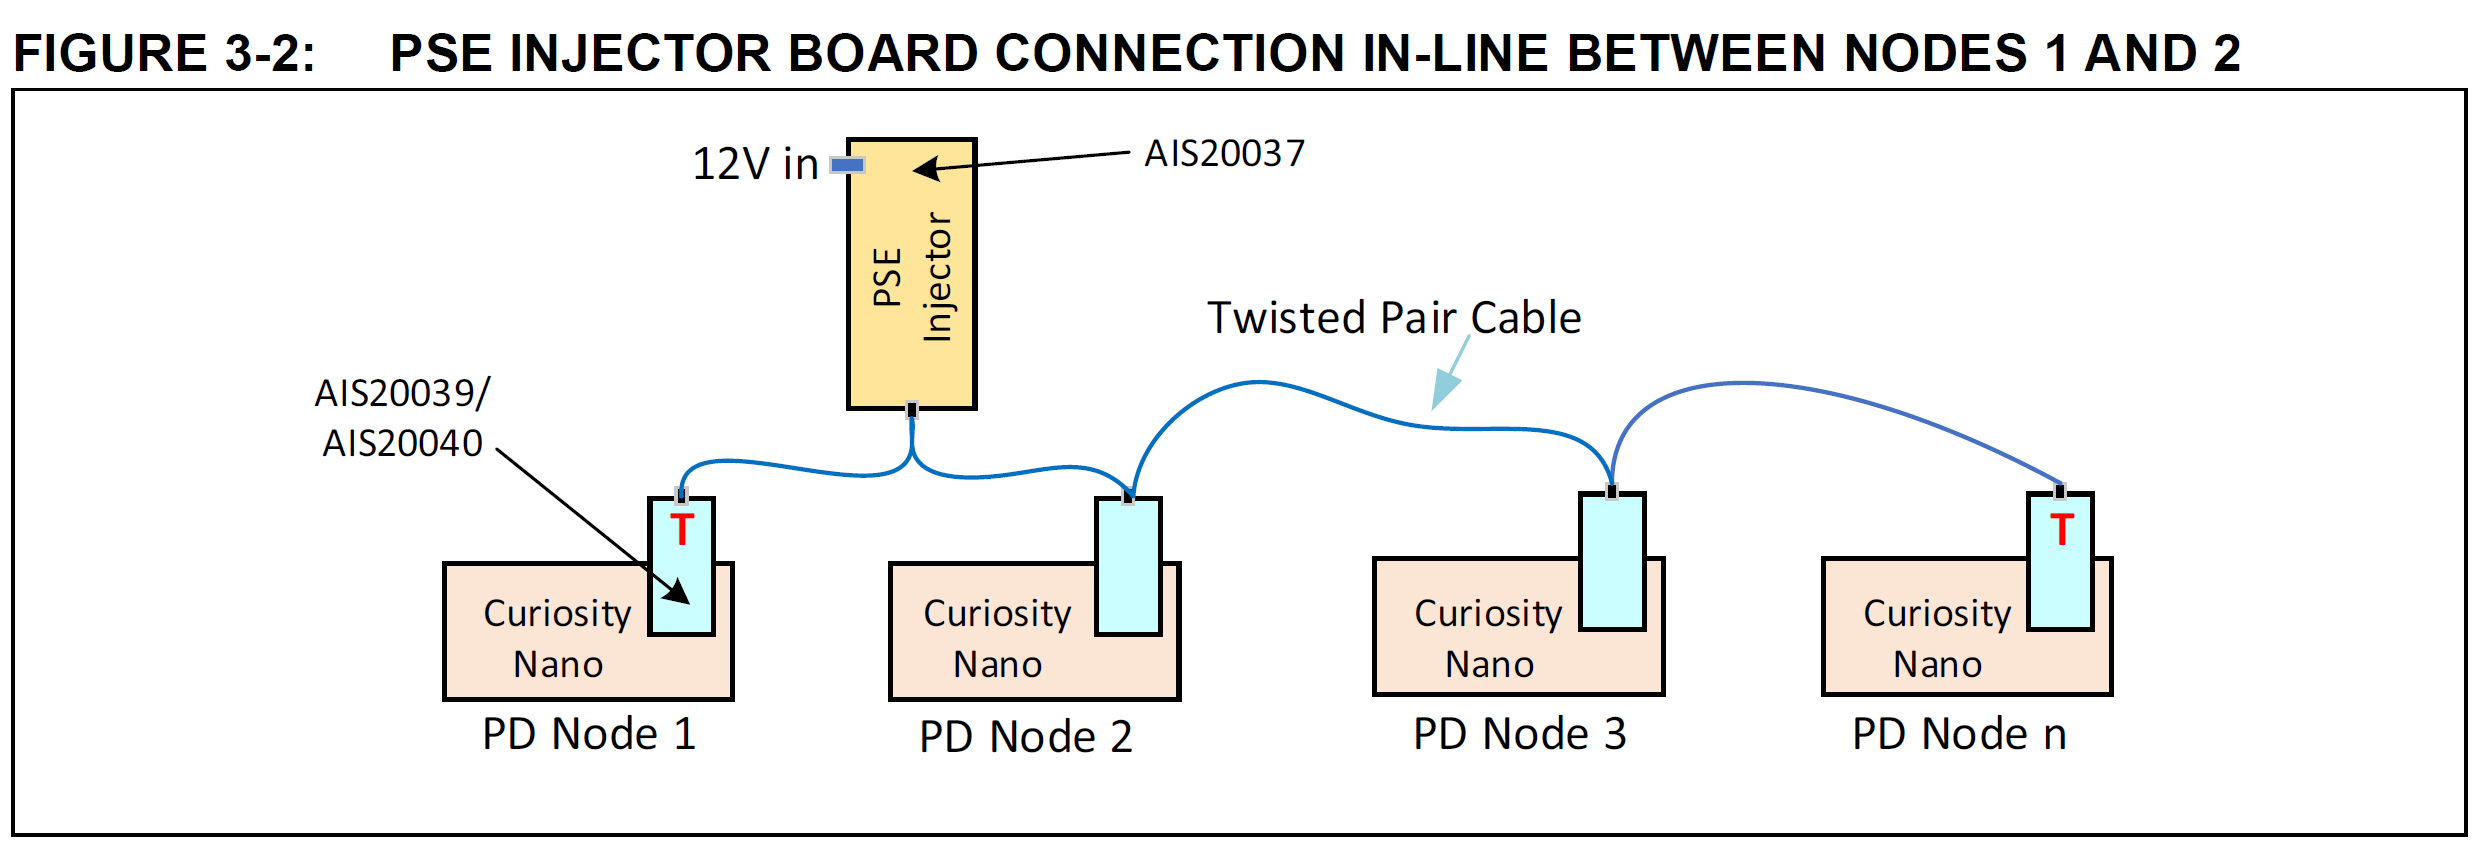 FIGURE 3-2: PSE INJECTOR BOARD CONNECTION IN-LINE BETWEEN NODES 1 AND 2
12V in
AIS20037
PSE
Injector
Twisted Pair Cable
AIS20039/
AIS20040
T
T
Curiosity
Nano
Curiosity
Nano
Curiosity
Nano
Curiosity
Nano
PD Node 1
PD Node 2
PD Node 3
PD Node n